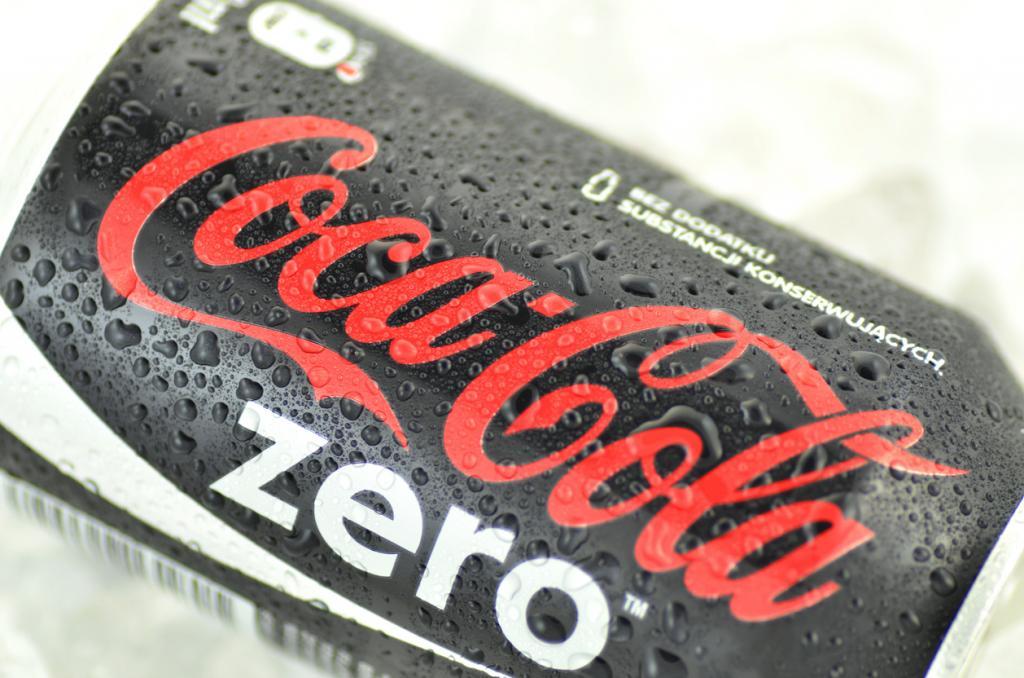 Coca-Cola
zero™
BEZ DODATKU
SUBSTANCJI KONSERWUJĄCYCH.